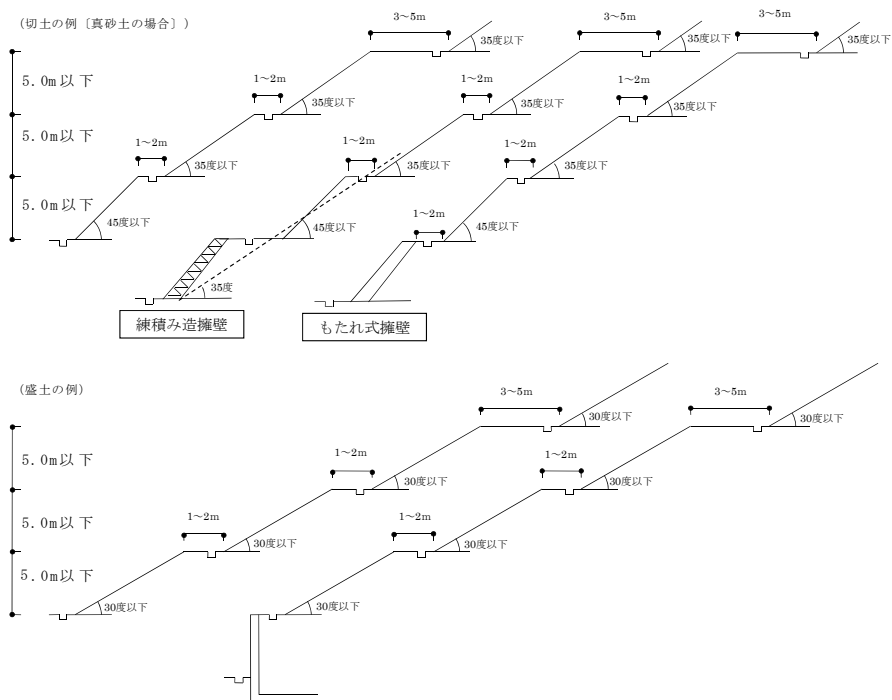 (切土の例〔真砂土の場合〕)
3~5m 3~5m 3~5m
35度以下 35度以下 35度以下
5.0m以下
1~2m 1~2m 1~2m
35度以下 35度以下 35度以下
5.0m以下
1~2m 1~2m 1~2m
35度以下 35度以下 35度以下
5.0m以下
1~2m
45度以下 45度以下 45度以下
35度
練積み造擁壁 もたれ式擁壁
(盛土の例)
3~5m 3~5m
30度以下 30度以下
5.0m以下
1~2m 1~2m
30度以下 30度以下
5.0m以下
1~2m 1~2m
30度以下 30度以下
5.0m以下
30度以下 30度以下